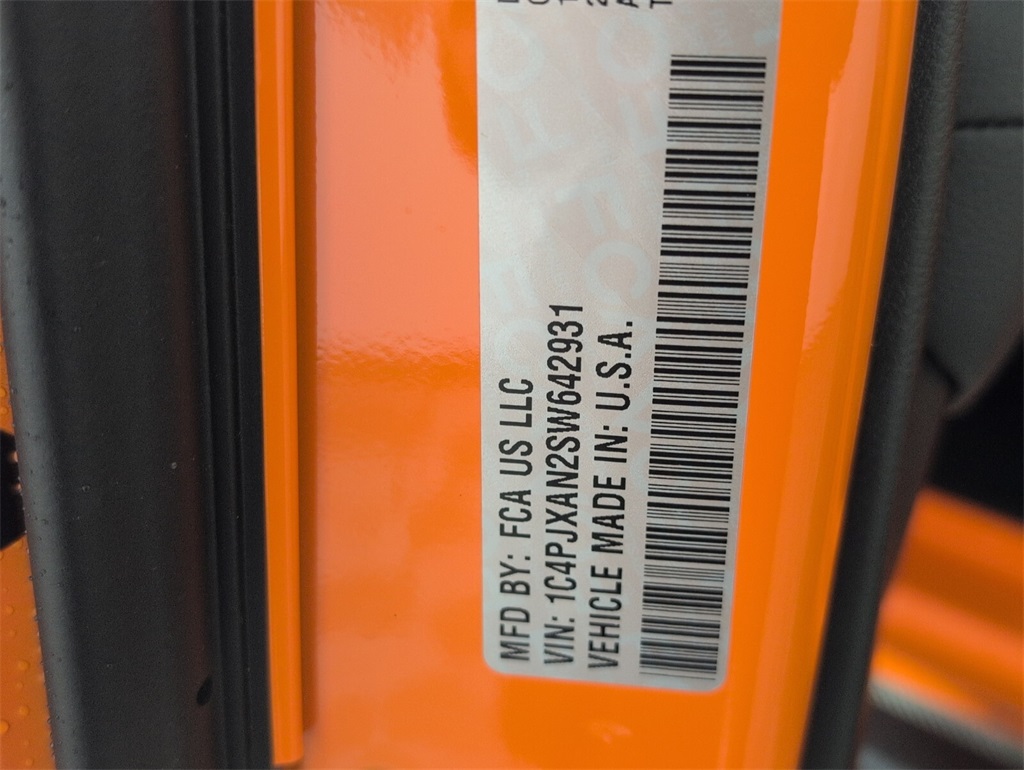 MFD BY: FCA US LLC
VIN: 1C4PJXAN2SW642931
VEHICLE MADE IN: U.S.A.